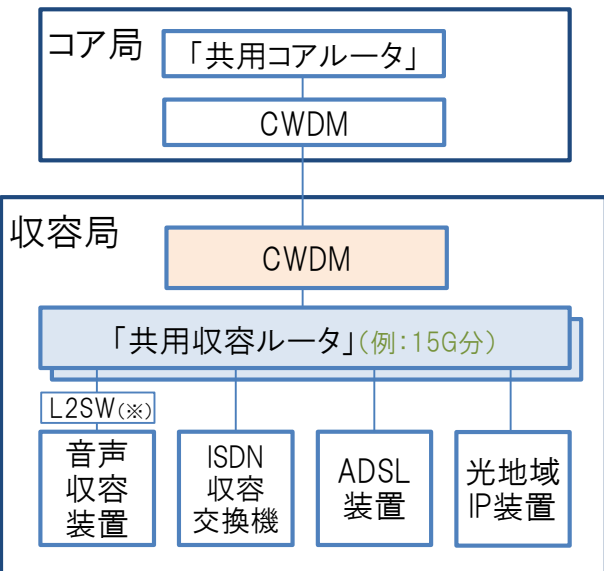 コア局
「共用コアルータ」
CWDM
収容局
CWDM
「共用収容ルータ」(例：15G分)
L2SW(※)
音声
収容
装置
ISDN
収容
交換機
ADSL
装置
光地域
IP装置